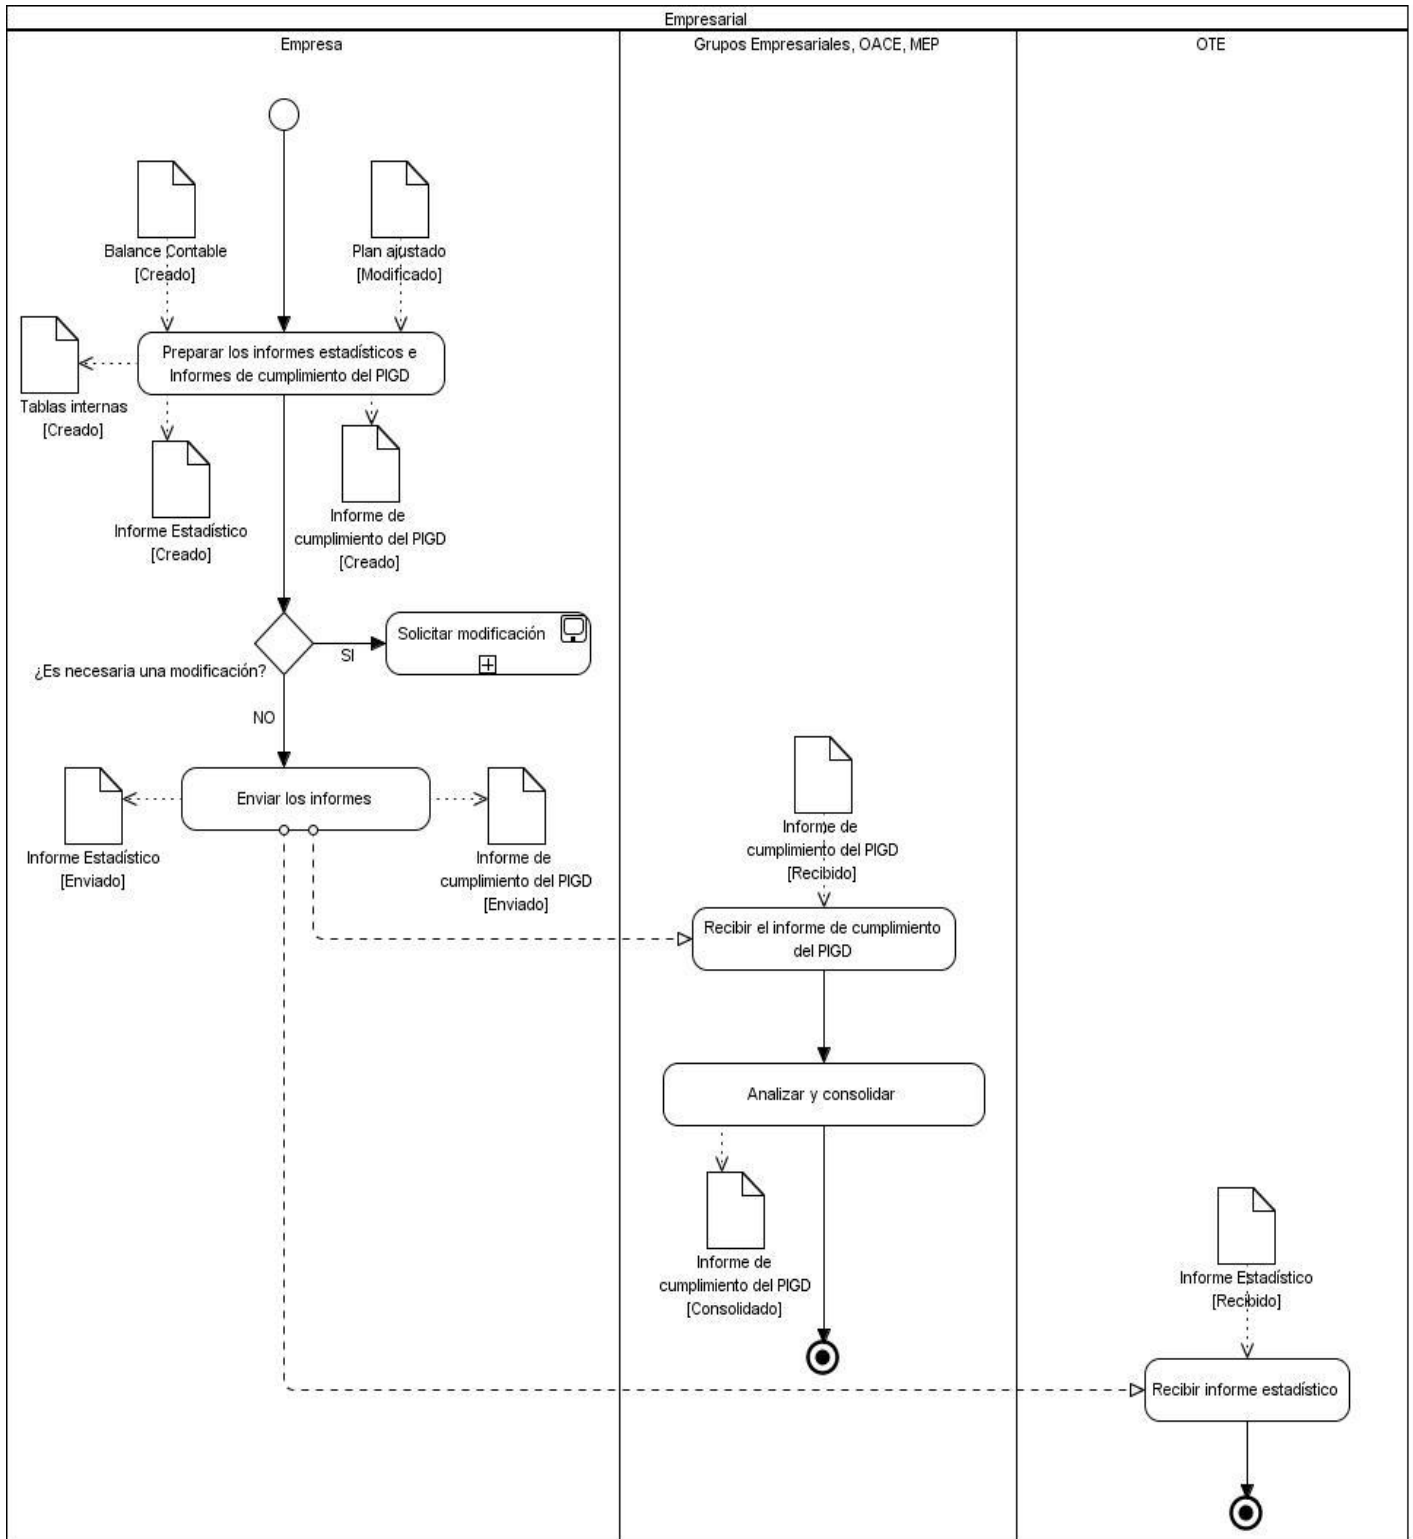 Empresarial
Empresa
Grupos Empresariales, OACE, MEP
OTE
Balance Contable
[Creado]
Plan ajustado
[Modificado]
Preparar los informes estadísticos e
Informes de cumplimiento del PIGD
Tablas internas
[Creado]
Informe Estadístico
[Creado]
Informe de
cumplimiento del PIGD
[Creado]
Solicitar modificación
SI
¿Es necesaria una modificación?
NO
Enviar los informes
Informe Estadístico
[Enviado]
Informe de
cumplimiento del PIGD
[Enviado]
Informe de
cumplimiento del PIGD
[Recibido]
Recibir el informe de cumplimiento
del PIGD
Analizar y consolidar
Informe de
cumplimiento del PIGD
[Consolidado]
Informe Estadístico
[Recibido]
Recibir informe estadístico